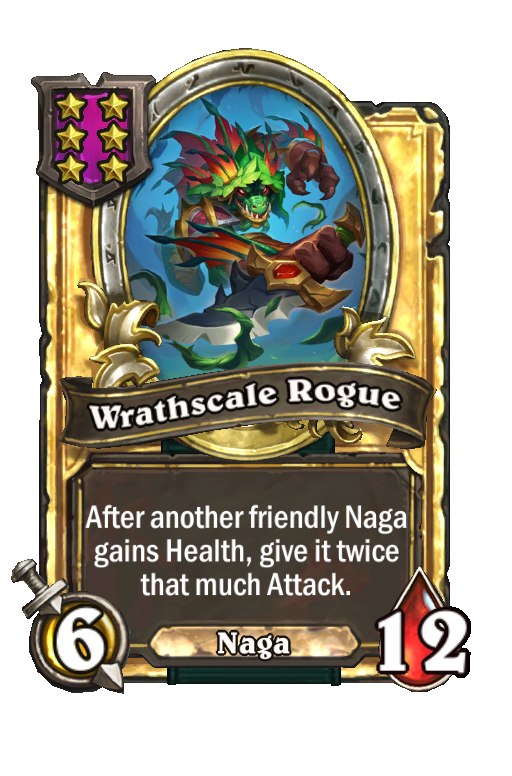 Wrathscale Rogue
After another friendly Naga
gains Health, give it twice
that much Attack.
6
Naga
12